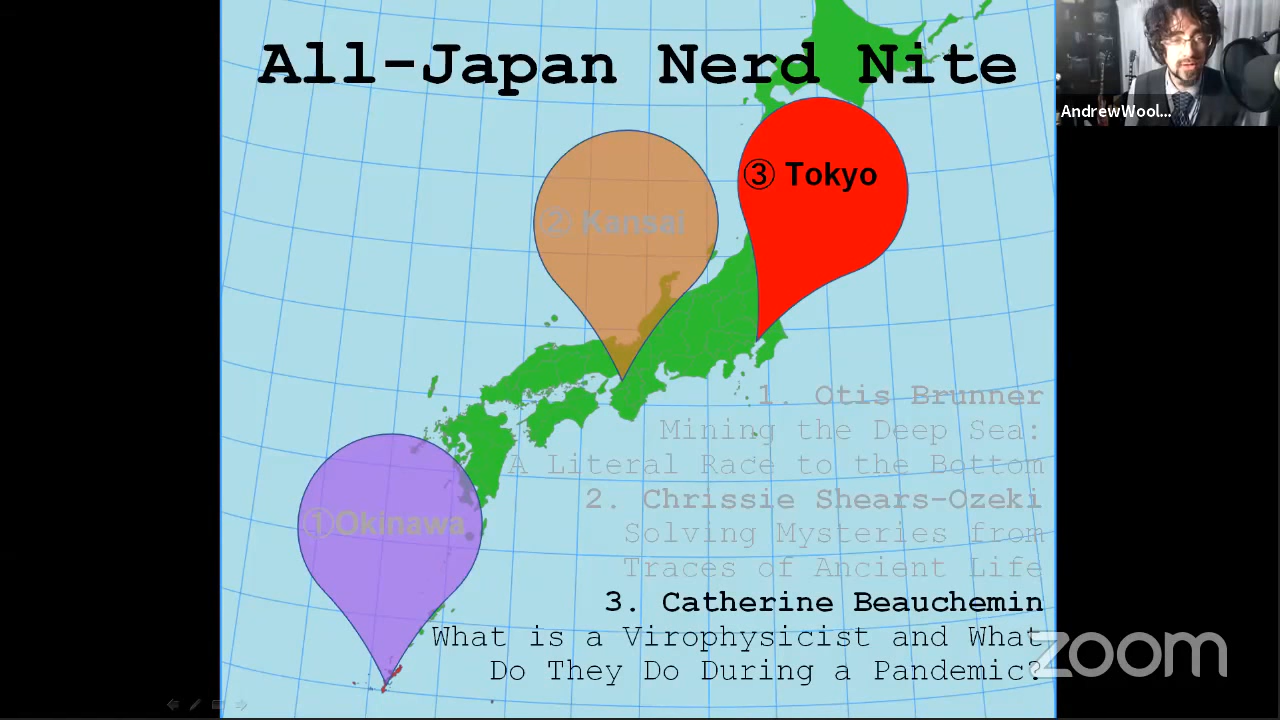 All-Japan Nerd Nite
AndrewWool...
③ Tokyo
② Kansai
①Okinawa
1. Otis Brunner
Mining the Deep Sea:
A Literal Race to the Bottom
2. Chrissie Shears-Ozeki
Solving Mysteries from
Traces of Ancient Life
3. Catherine Beauchemin
What is a Virophysicist and What
Do They Do During a Pandemic?
zoom